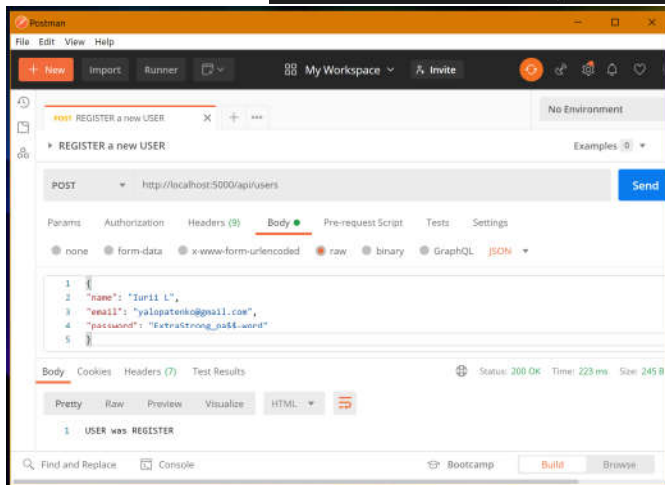 Postman
File Edit View Help
+ New Import Runner My Workspace Invite
POST REGISTER a new USER X + ••• No Environment
REGISTER a new USER Examples 0
POST http://localhost:5000/api/users Send
Params Authorization Headers (9) Body Pre-request Script Tests Settings
none form-data x-www-form-urlencoded raw binary GraphQL JSON
1 {
2 "name": "Iurii L",
3 "email": "yalopatenko@gmail.com",
4 "password": "ExtraStrong_pa$$-word"
5 }
Body Cookies Headers (7) Test Results Status: 200 OK Time: 223 ms Size: 245 B
Pretty Raw Preview Visualize HTML
1 USER was REGISTER
Find and Replace Console Bootcamp Build Browse